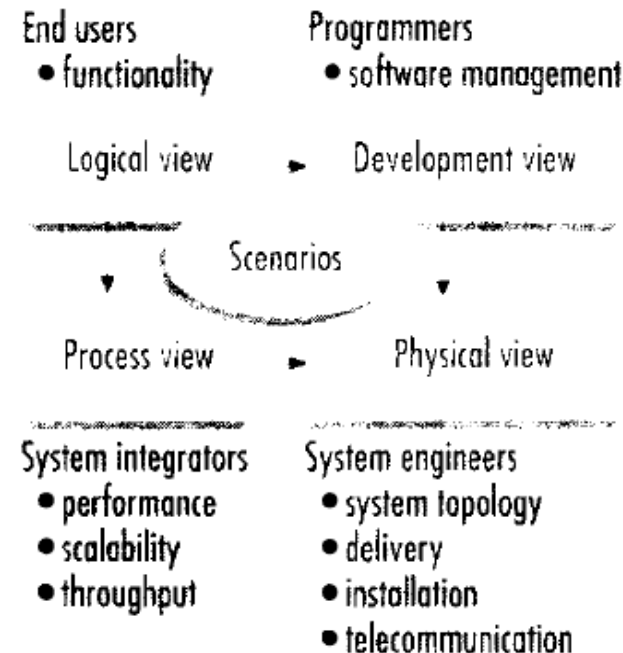 End users
• functionality
Programmers
• software management
Logical view
Development view
Scenarios
Process view
Physical view
System integrators
• performance
• scalability
• throughput
System engineers
• system topology
• delivery
• installation
• telecommunication